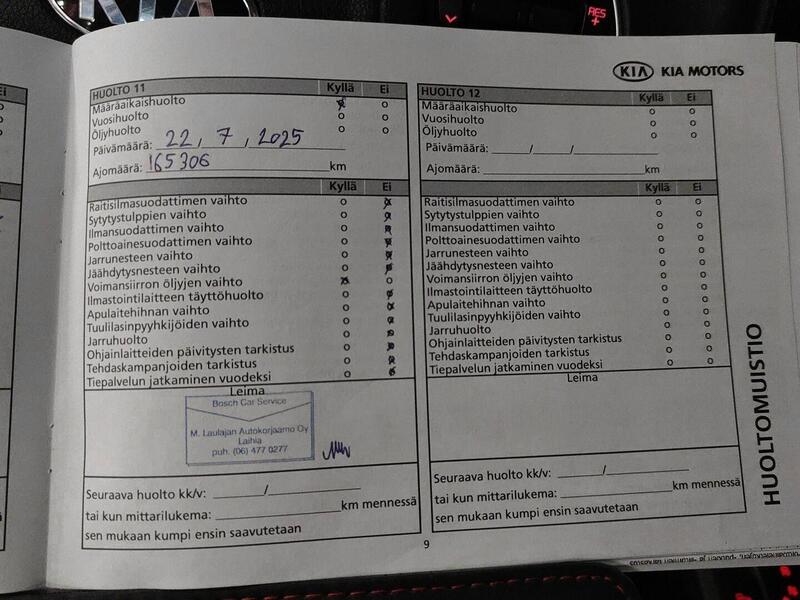 RES
+
KIA KIA MOTORS
HUOLTO 11 Kyllä Ei
Määräaikaishuolto
Vuosihuolto
Öljyhuolto
Päivämäärä: 22, 7, 2025
Ajomäärä: 165306 km
Kyllä Ei
Raitisilmasuodattimen vaihto
Sytytystulppien vaihto
Ilmansuodattimen vaihto
Polttoainesuodattimen vaihto
Jarrunesteen vaihto
Jäähdytysnesteen vaihto
Voimansiirron öljyjen vaihto
Ilmastointilaitteen täyttöhuolto
Apulaitehihnan vaihto
Tuulilasinpyyhkijöiden vaihto
Jarruhuolto
Ohjainlaitteiden päivitysten tarkistus
Tehdaskampanjoiden tarkistus
Tiepalvelun jatkaminen vuodeksi
Leima
Bosch Car Service
M. Laulajan Autokorjaamo Oy
Laihia
puh. (06) 477 0277
Seuraava huolto kk/v: /
tai kun mittarilukema: km mennessä
sen mukaan kumpi ensin saavutetaan
HUOLTO 12 Kyllä Ei
Määräaikaishuolto
Vuosihuolto
Öljyhuolto
Päivämäärä: / /
Ajomäärä: km
Kyllä Ei
Raitisilmasuodattimen vaihto
Sytytystulppien vaihto
Ilmansuodattimen vaihto
Polttoainesuodattimen vaihto
Jarrunesteen vaihto
Jäähdytysnesteen vaihto
Voimansiirron öljyjen vaihto
Ilmastointilaitteen täyttöhuolto
Apulaitehihnan vaihto
Tuulilasinpyyhkijöiden vaihto
Jarruhuolto
Ohjainlaitteiden päivitysten tarkistus
Tehdaskampanjoiden tarkistus
Tiepalvelun jatkaminen vuodeksi
Leima
Seuraava huolto kk/v: /
tai kun mittarilukema: km mennessä
sen mukaan kumpi ensin saavutetaan
HUOLTOMUISTIO
9